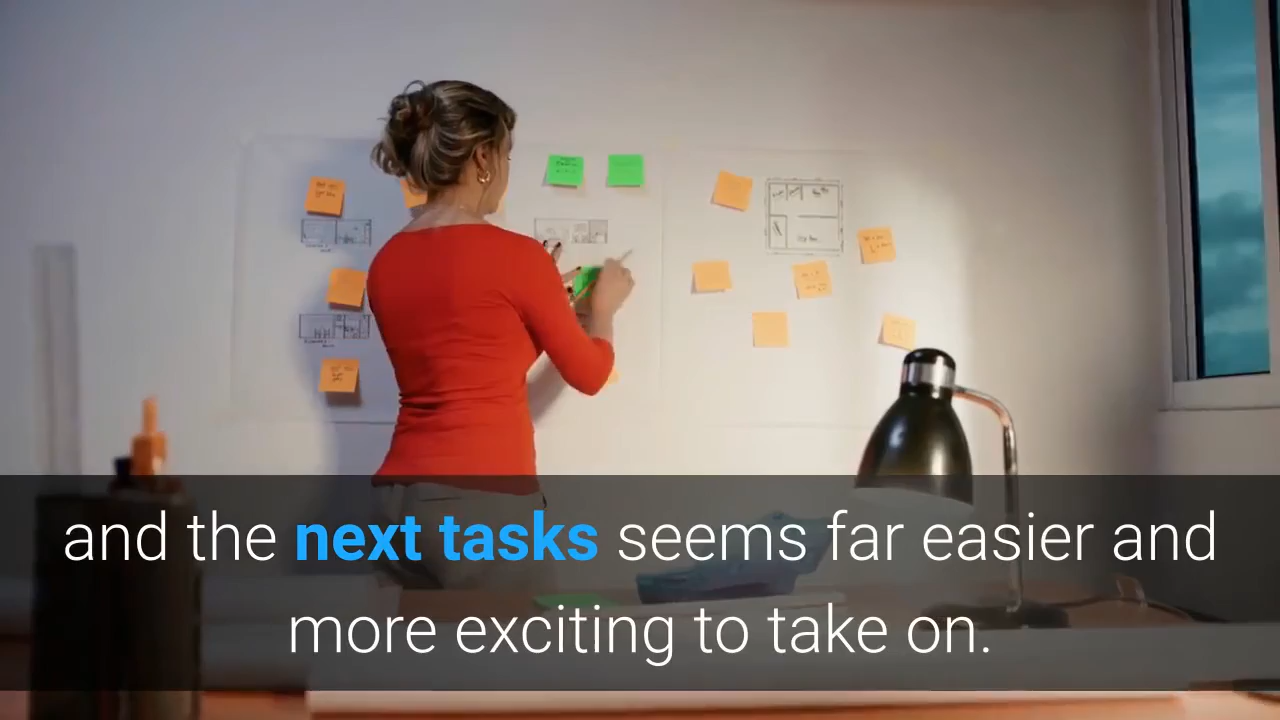 and the next tasks seems far easier and
more exciting to take on.